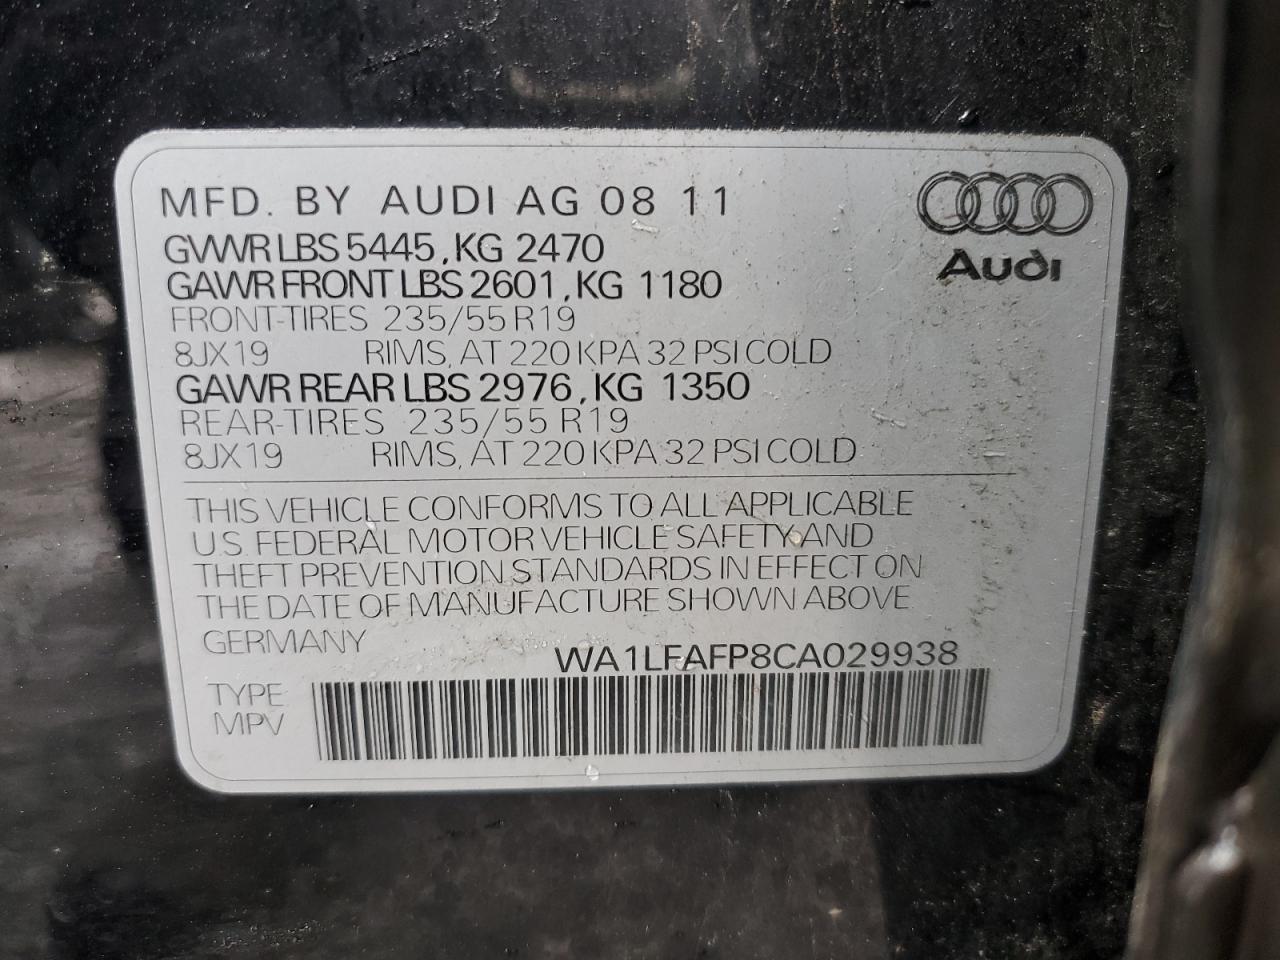 MFD. BY AUDI AG 08 11
GVWR LBS 5445, KG 2470
GAWR FRONT LBS 2601, KG 1180
FRONT-TIRES 235/55 R19
8JX19 RIMS, AT 220 KPA 32 PSI COLD
GAWR REAR LBS 2976, KG 1350
REAR-TIRES 235/55 R19
8JX19 RIMS, AT 220 KPA 32 PSI COLD
Audi
THIS VEHICLE CONFORMS TO ALL APPLICABLE
U.S. FEDERAL MOTOR VEHICLE SAFETY AND
THEFT PREVENTION STANDARDS IN EFFECT ON
THE DATE OF MANUFACTURE SHOWN ABOVE.
GERMANY
WA1LFAFP8CA029938
TYPE:
MPV